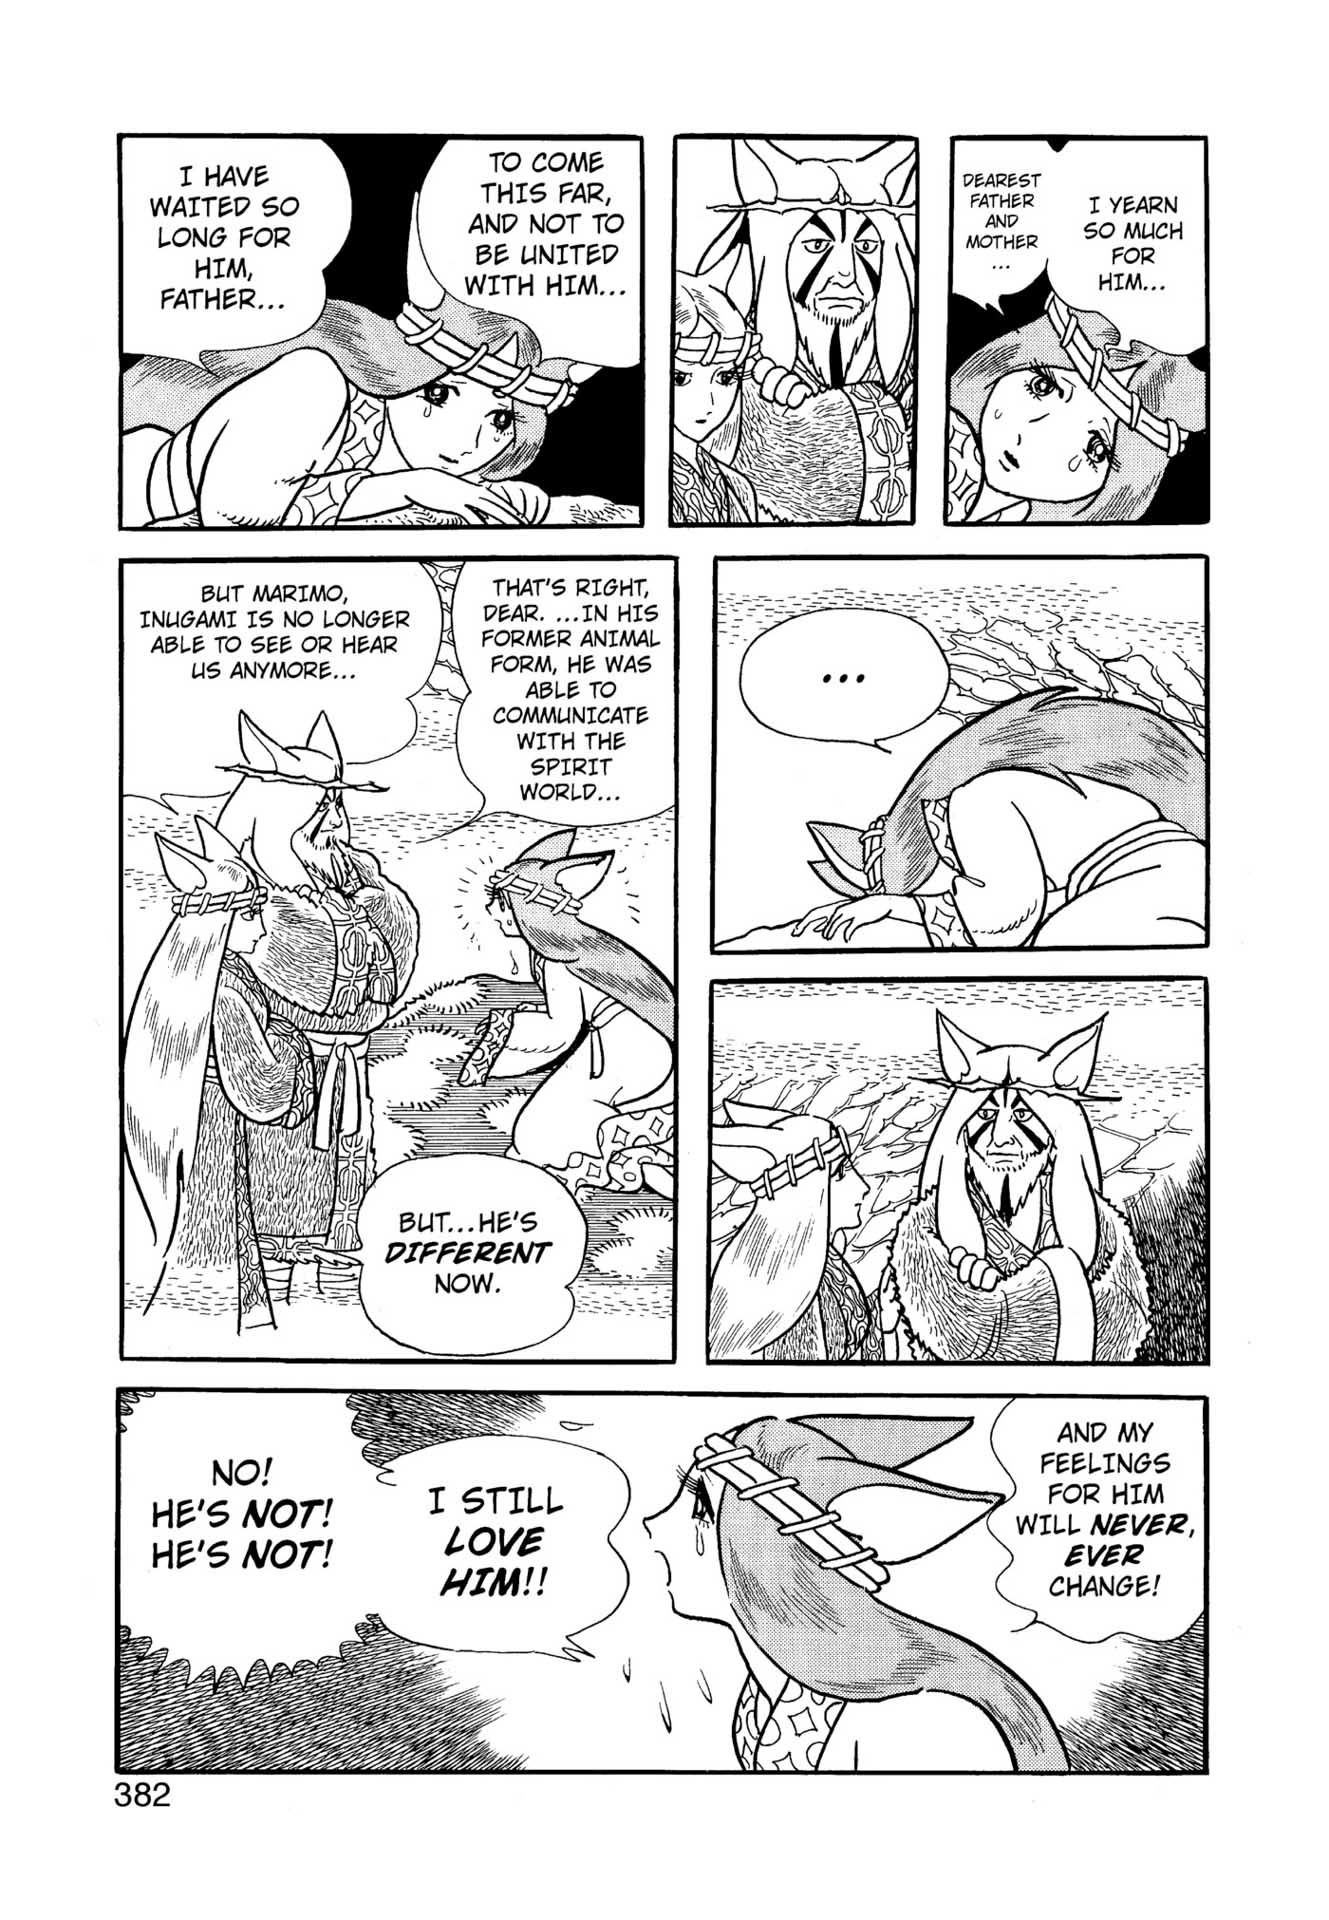 I YEARN
SO MUCH
FOR
HIM...
DEAREST
FATHER
AND
MOTHER
...
TO COME
THIS FAR,
AND NOT TO
BE UNITED
WITH HIM...
I HAVE
WAITED SO
LONG FOR
HIM,
FATHER...
...
THAT'S RIGHT,
DEAR. ...IN HIS
FORMER ANIMAL
FORM, HE WAS
ABLE TO
COMMUNICATE
WITH THE
SPIRIT
WORLD...
BUT MARIMO,
INUGAMI IS NO LONGER
ABLE TO SEE OR HEAR
US ANYMORE...
BUT...HE'S
DIFFERENT
NOW.
AND MY
FEELINGS
FOR HIM
WILL NEVER,
EVER
CHANGE!
I STILL
LOVE
HIM!!
NO!
HE'S NOT!
HE'S NOT!
382